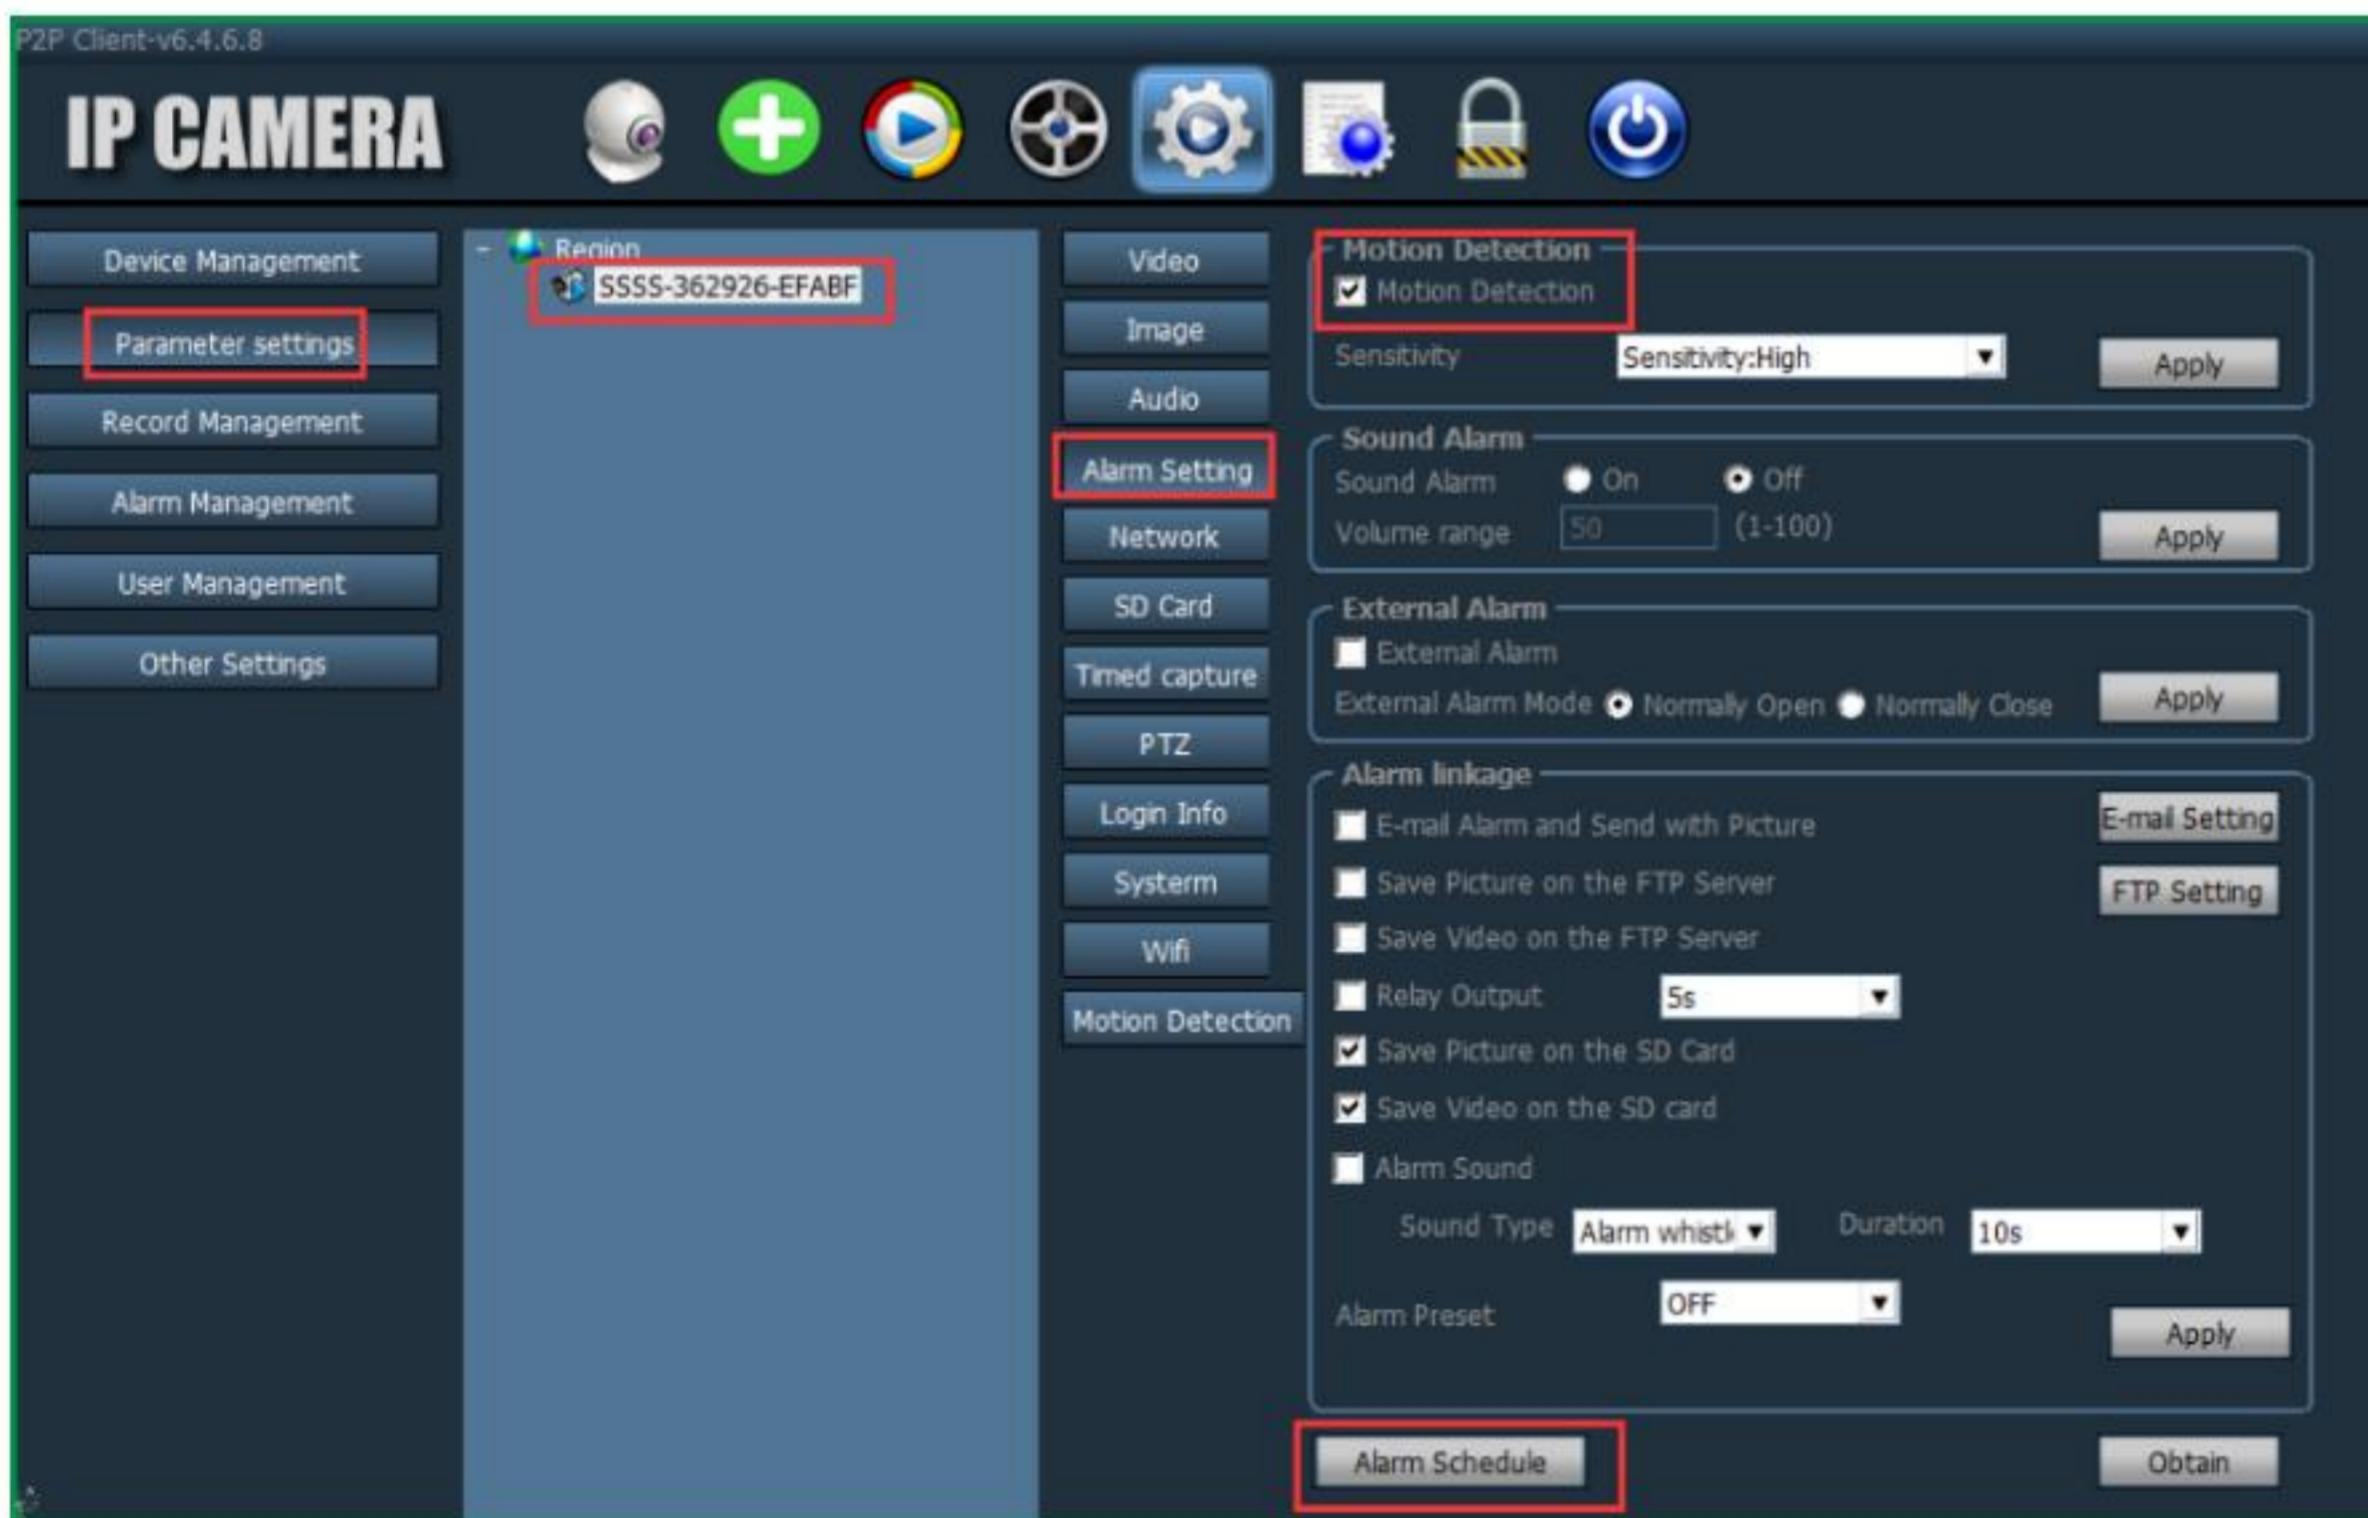 P2P Client-v6.4.6.8
IP CAMERA
Device Management
Parameter settings
Record Management
Alarm Management
User Management
Other Settings
Region
SSSS-362926-EFABF
Video
Image
Audio
Alarm Setting
Network
SD Card
Timed capture
PTZ
Login Info
Systerm
Wifi
Motion Detection
Motion Detection
Motion Detection
Sensitivity Sensitivity:High Apply
Sound Alarm
Sound Alarm On Off
Volume range 50 (1-100) Apply
External Alarm
External Alarm
External Alarm Mode Normally Open Normally Close Apply
Alarm linkage
E-mail Alarm and Send with Picture E-mail Setting
Save Picture on the FTP Server FTP Setting
Save Video on the FTP Server
Relay Output 5s
Save Picture on the SD Card
Save Video on the SD card
Alarm Sound
Sound Type Alarm whistl Duration 10s
Alarm Preset OFF Apply
Alarm Schedule Obtain